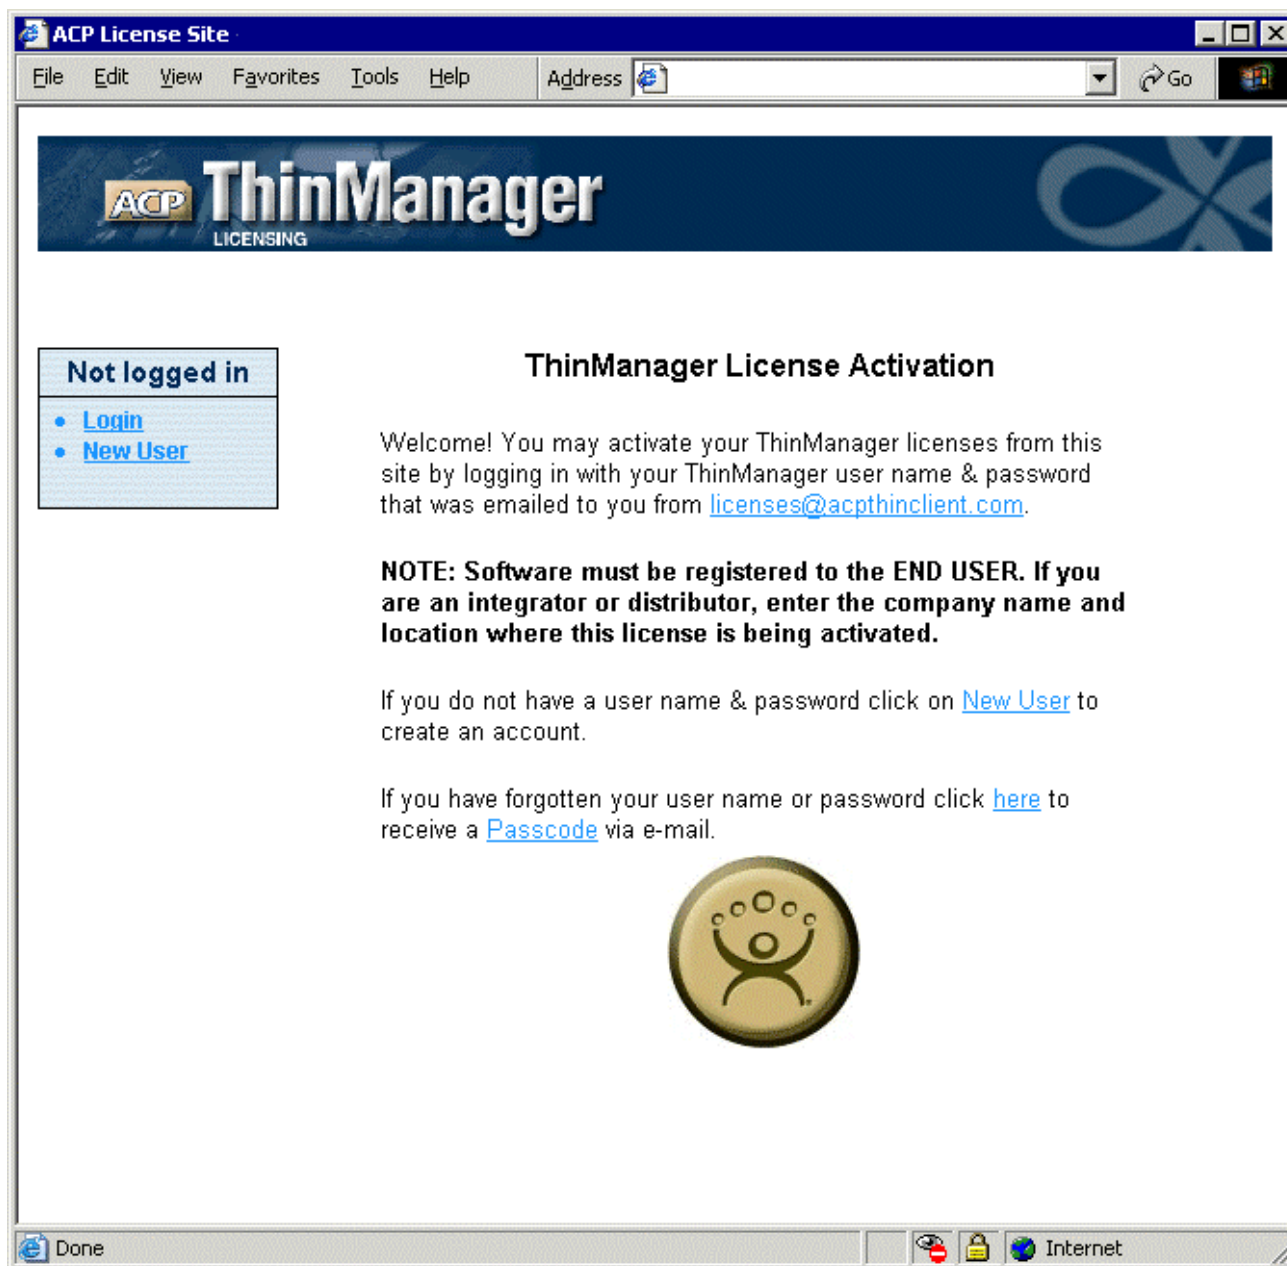 ACP License Site
File Edit View Favorites Tools Help Address Go
ACP ThinManager
LICENSING
Not logged in
Login
New User
ThinManager License Activation
Welcome! You may activate your ThinManager licenses from this
site by logging in with your ThinManager user name & password
that was emailed to you from licenses@acpthinclient.com.
NOTE: Software must be registered to the END USER. If you
are an integrator or distributor, enter the company name and
location where this license is being activated.
If you do not have a user name & password click on New User to
create an account.
If you have forgotten your user name or password click here to
receive a Passcode via e-mail.
Done Internet